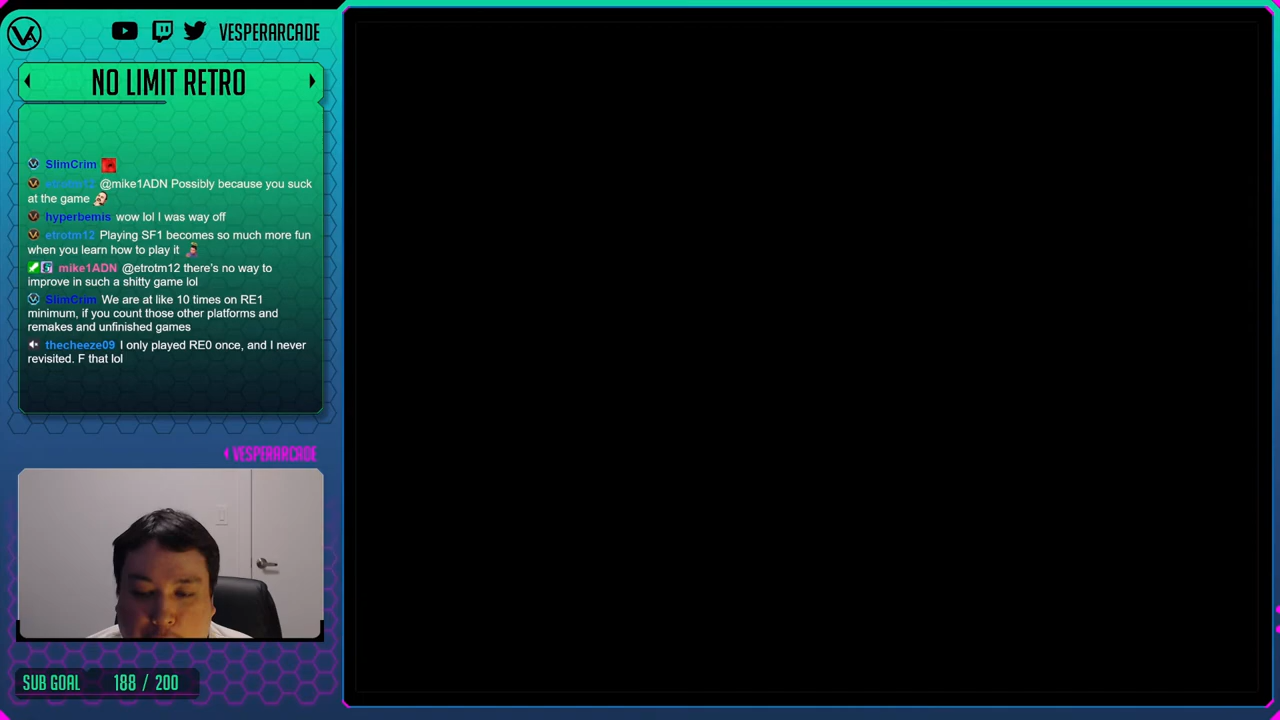 VESPERARCADE
NO LIMIT RETRO
SlimCrim
etrotm12 @mike1ADN Possibly because you suck
at the game
hyperbemis wow lol I was way off
etrotm12 Playing SF1 becomes so much more fun
when you learn how to play it
mike1ADN @etrotm12 there's no way to
improve in such a shitty game lol
SlimCrim We are at like 10 times on RE1
minimum, if you count those other platforms and
remakes and unfinished games
thecheeze09 I only played RE0 once, and I never
revisited. F that lol
VESPERARCADE
SUB GOAL 188 / 200